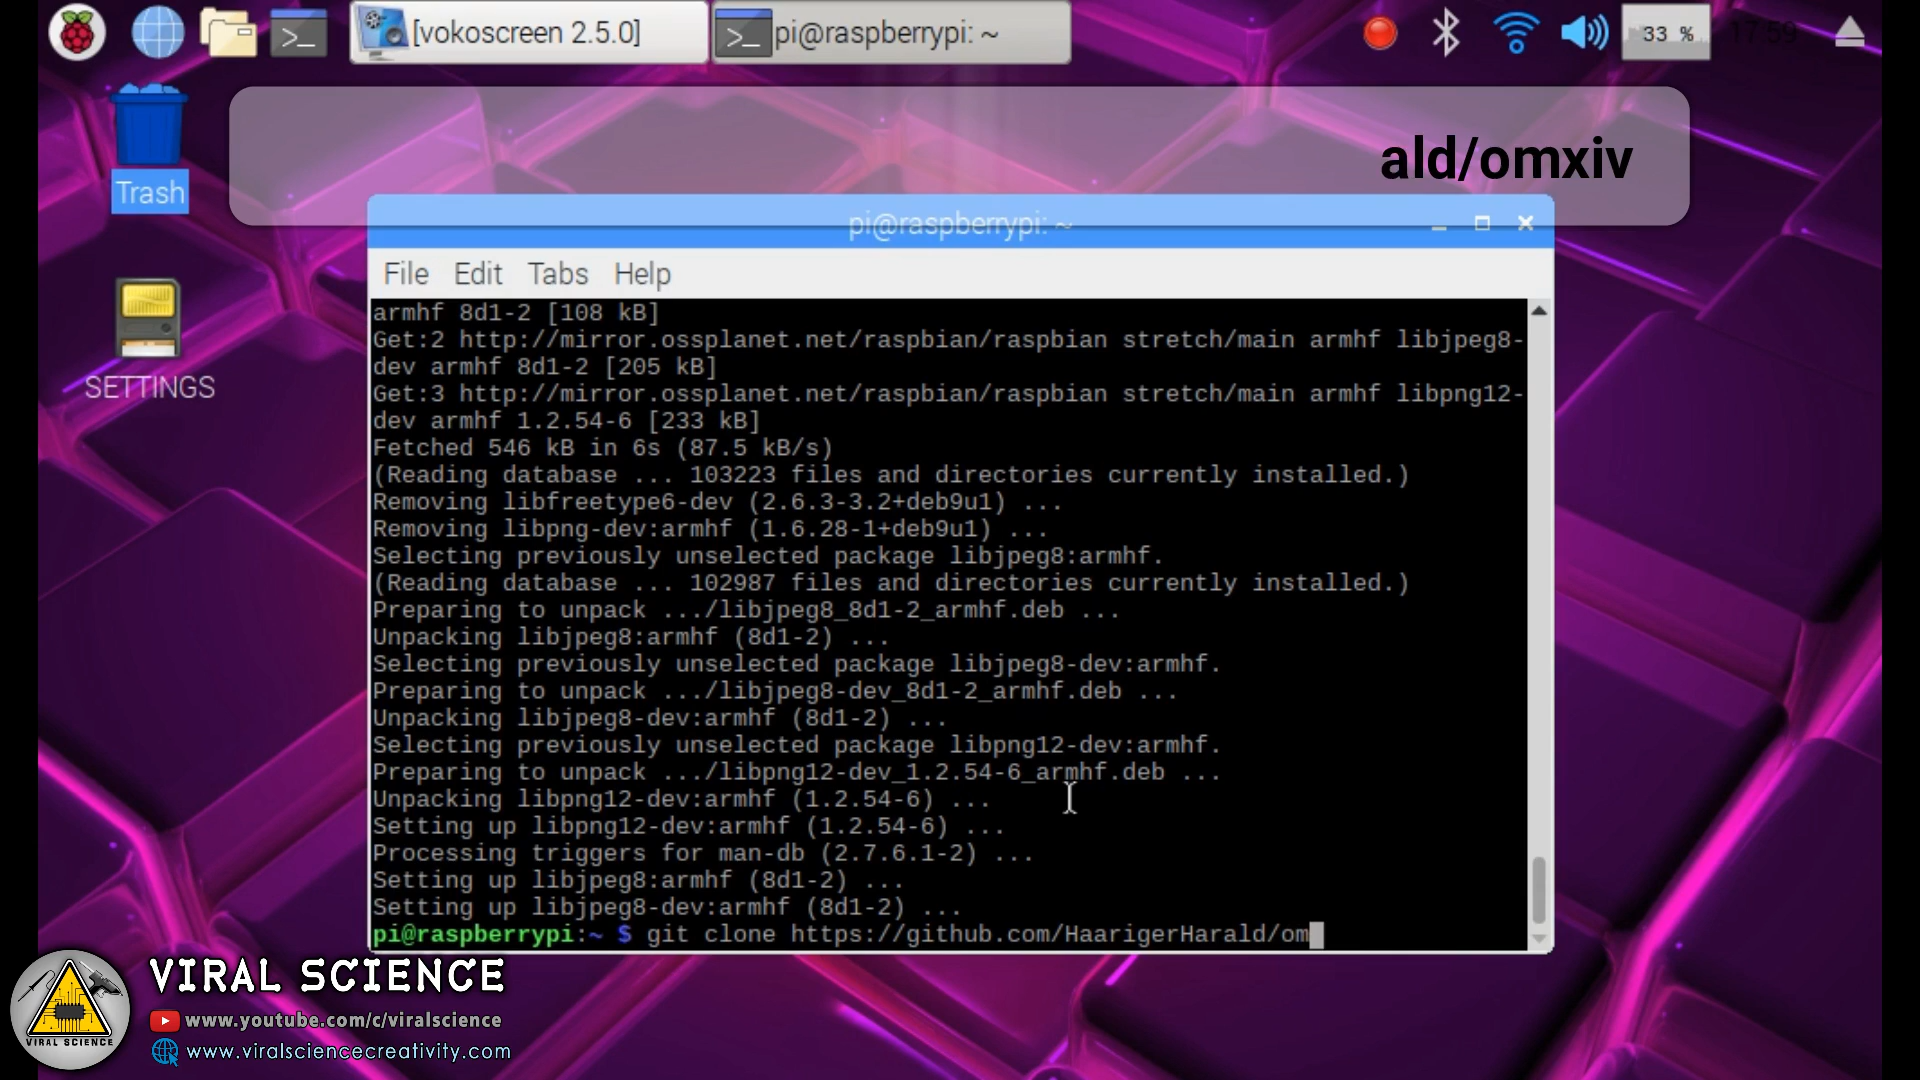 [vokoscreen 2.5.0]
pi@raspberrypi: ~
33 %
17:59
Trash
ald/omxiv
pi@raspberrypi: ~
File Edit Tabs Help
SETTINGS
armhf 8d1-2 [108 kB]
Get:2 http://mirror.ossplanet.net/raspbian/raspbian stretch/main armhf libjpeg8-
dev armhf 8d1-2 [205 kB]
Get:3 http://mirror.ossplanet.net/raspbian/raspbian stretch/main armhf libpng12-
dev armhf 1.2.54-6 [233 kB]
Fetched 546 kB in 6s (87.5 kB/s)
(Reading database ... 103223 files and directories currently installed.)
Removing libfreetype6-dev (2.6.3-3.2+deb9u1) ...
Removing libpng-dev:armhf (1.6.28-1+deb9u1) ...
Selecting previously unselected package libjpeg8:armhf.
(Reading database ... 102987 files and directories currently installed.)
Preparing to unpack .../libjpeg8_8d1-2_armhf.deb ...
Unpacking libjpeg8:armhf (8d1-2) ...
Selecting previously unselected package libjpeg8-dev:armhf.
Preparing to unpack .../libjpeg8-dev_8d1-2_armhf.deb ...
Unpacking libjpeg8-dev:armhf (8d1-2) ...
Selecting previously unselected package libpng12-dev:armhf.
Preparing to unpack .../libpng12-dev_1.2.54-6_armhf.deb ...
Unpacking libpng12-dev:armhf (1.2.54-6) ...
Setting up libpng12-dev:armhf (1.2.54-6) ...
Processing triggers for man-db (2.7.6.1-2) ...
Setting up libjpeg8:armhf (8d1-2) ...
Setting up libjpeg8-dev:armhf (8d1-2) ...
pi@raspberrypi:~ $ git clone https://github.com/HaarigerHarald/om
VIRAL SCIENCE
www.youtube.com/c/viralscience
www.viralsciencecreativity.com
VIRAL SCIENCE